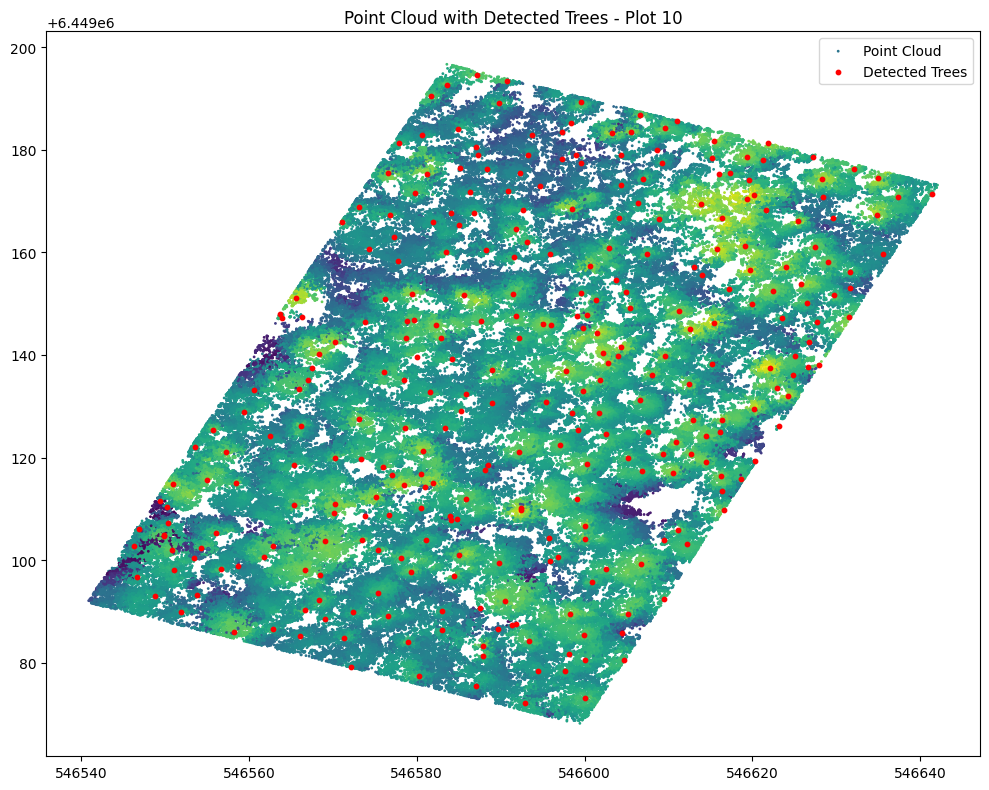 Point Cloud with Detected Trees - Plot 10
+6.449e6
Point Cloud
Detected Trees
200
180
160
140
120
100
80
546540 546560 546580 546600 546620 546640